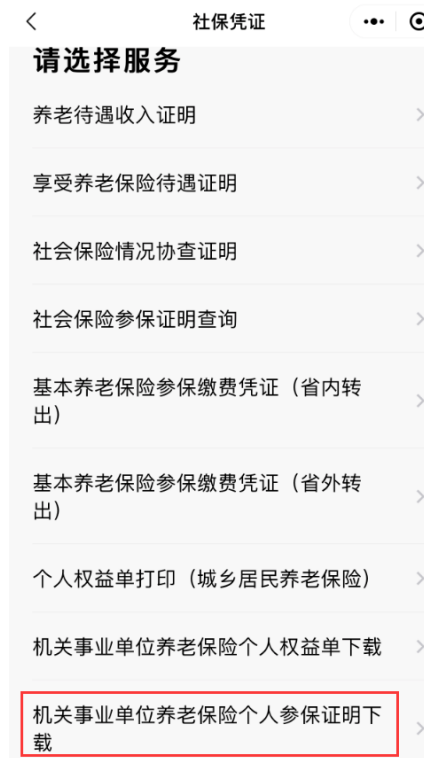 社保凭证
请选择服务
养老待遇收入证明
享受养老保险待遇证明
社会保险情况协查证明
社会保险参保证明查询
基本养老保险参保缴费凭证（省内转
出）
基本养老保险参保缴费凭证（省外转
出）
个人权益单打印（城乡居民养老保险）
机关事业单位养老保险个人权益单下载
机关事业单位养老保险个人参保证明下
载